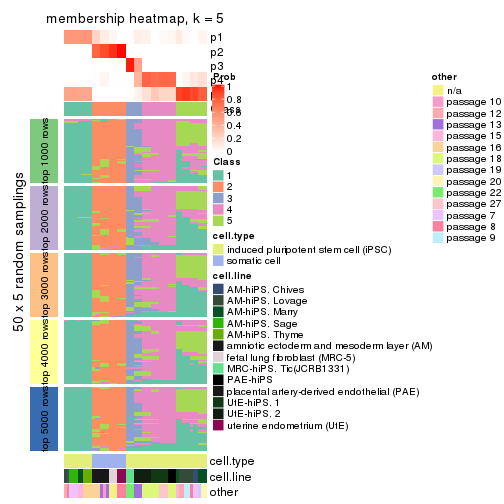 membership heatmap, k = 5
p1
p2
p3
p4
Prob
1
0.8
0.6
0.4
0.2
0
Class
1
2
3
4
5
cell.type
induced pluripotent stem cell (iPSC)
somatic cell
cell.line
AM-hiPS. Chives
AM-hiPS. Lovage
AM-hiPS. Marry
AM-hiPS. Sage
AM-hiPS. Thyme
amniotic ectoderm and mesoderm layer (AM)
fetal lung fibroblast (MRC-5)
MRC-hiPS. Tic(JCRB1331)
PAE-hiPS
placental artery-derived endothelial (PAE)
UtE-hiPS. 1
UtE-hiPS. 2
uterine endometrium (UtE)
other
n/a
passage 10
passage 12
passage 13
passage 15
passage 16
passage 18
passage 19
passage 20
passage 22
passage 27
passage 7
passage 8
passage 9
50 x 5 random samplings
top 1000 rows
top 2000 rows
top 3000 rows
top 4000 rows
top 5000 rows
cell.type
cell.line
other